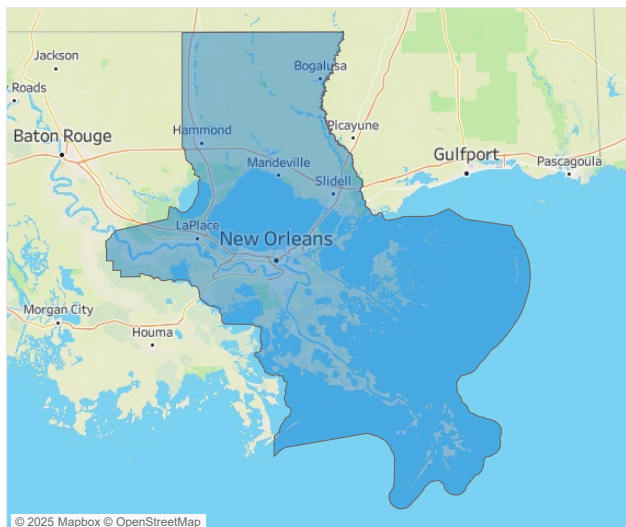 Jackson
Bogalusa
Roads
Baton Rouge
Hammond
Picayune
Mandeville
Gulfport
Pascagoula
Slidell
LaPlace
New Orleans
Morgan City
Houma
© 2025 Mapbox © OpenStreetMap